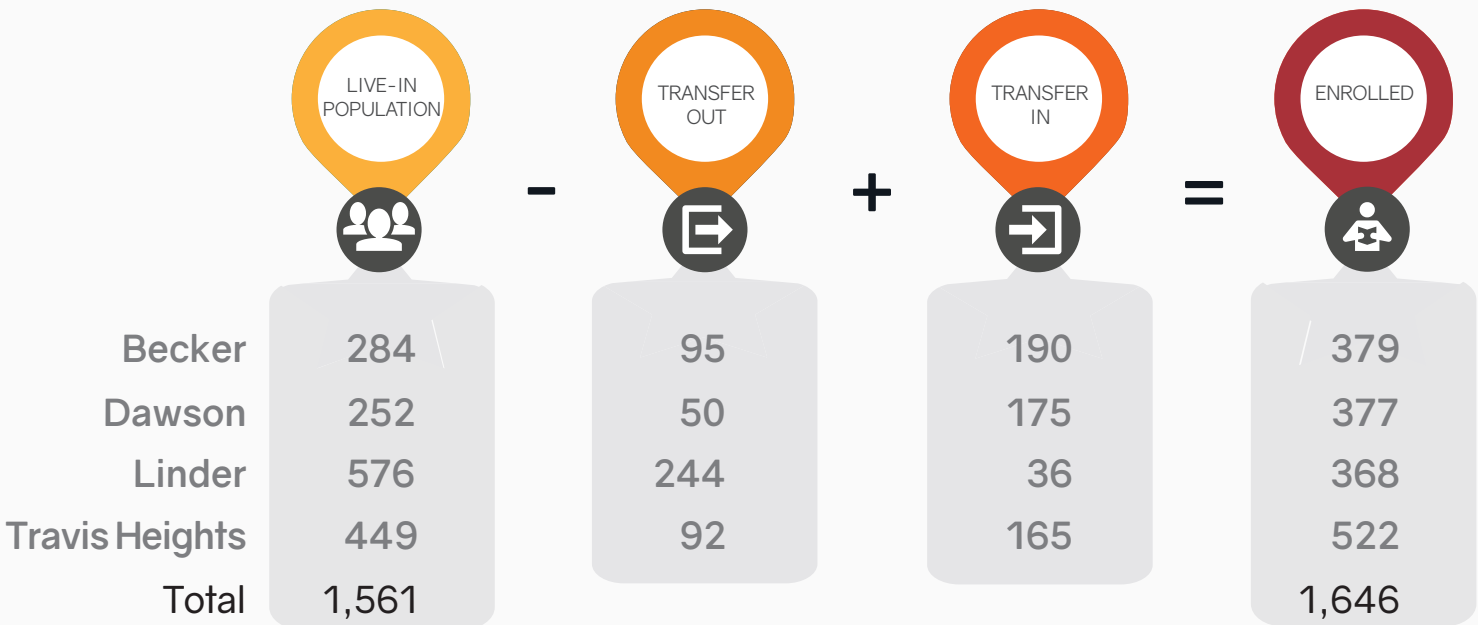 LIVE-IN
POPULATION
TRANSFER
OUT
TRANSFER
IN
ENROLLED
- + =
Becker 284 95 190 379
Dawson 252 50 175 377
Linder 576 244 36 368
Travis Heights 449 92 165 522
Total 1,561 1,646